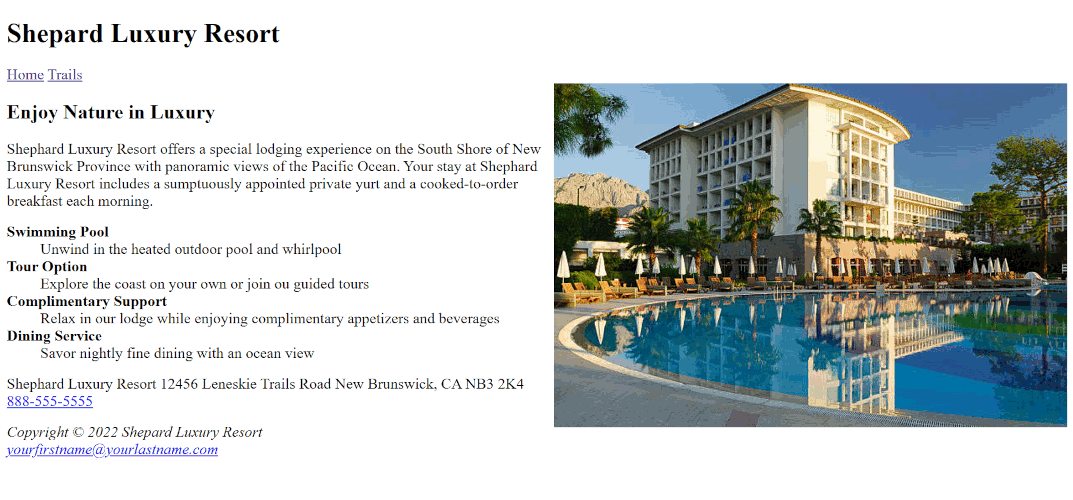 Shepard Luxury Resort
Home Trails
Enjoy Nature in Luxury
Shephard Luxury Resort offers a special lodging experience on the South Shore of New
Brunswick Province with panoramic views of the Pacific Ocean. Your stay at Shephard
Luxury Resort includes a sumptuously appointed private yurt and a cooked-to-order
breakfast each morning.
Swimming Pool
Unwind in the heated outdoor pool and whirlpool
Tour Option
Explore the coast on your own or join ou guided tours
Complimentary Support
Relax in our lodge while enjoying complimentary appetizers and beverages
Dining Service
Savor nightly fine dining with an ocean view
Shephard Luxury Resort 12456 Leneskie Trails Road New Brunswick, CA NB3 2K4
888-555-5555
Copyright © 2022 Shepard Luxury Resort
yourfirstname@yourlastname.com